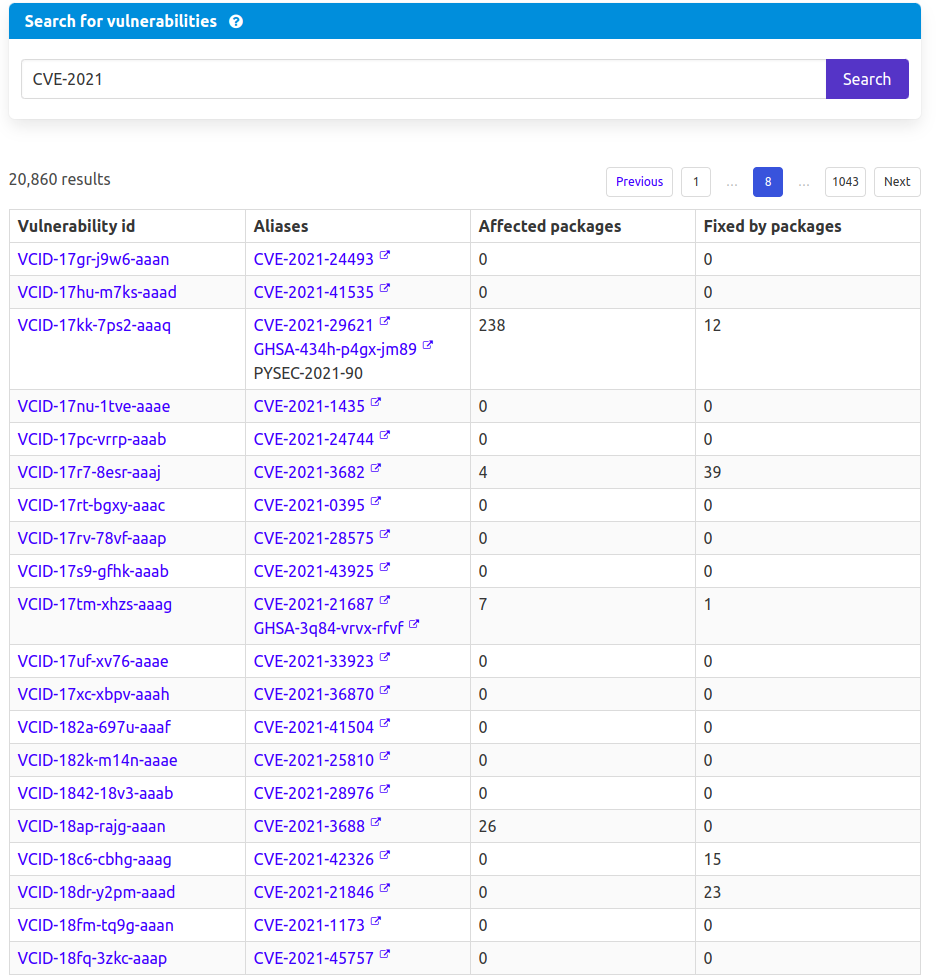 Search for vulnerabilities ?
CVE-2021 Search
20,860 results Previous 1 ... 8 ... 1043 Next
Vulnerability id Aliases Affected packages Fixed by packages
VCID-17gr-j9w6-aaan CVE-2021-24493 0 0
VCID-17hu-m7ks-aaad CVE-2021-41535 0 0
VCID-17kk-7ps2-aaaq CVE-2021-29621 238 12
GHSA-434h-p4gx-jm89
PYSEC-2021-90
VCID-17nu-1tve-aaae CVE-2021-1435 0 0
VCID-17pc-vrrp-aaab CVE-2021-24744 0 0
VCID-17r7-8esr-aaaj CVE-2021-3682 4 39
VCID-17rt-bgxy-aaac CVE-2021-0395 0 0
VCID-17rv-78vf-aaap CVE-2021-28575 0 0
VCID-17s9-gfhk-aaab CVE-2021-43925 0 0
VCID-17tm-xhzs-aaag CVE-2021-21687 7 1
GHSA-3q84-vrvx-rfvf
VCID-17uf-xv76-aaae CVE-2021-33923 0 0
VCID-17xc-xbpv-aaah CVE-2021-36870 0 0
VCID-182a-697u-aaaf CVE-2021-41504 0 0
VCID-182k-m14n-aaae CVE-2021-25810 0 0
VCID-1842-18v3-aaab CVE-2021-28976 0 0
VCID-18ap-rajg-aaan CVE-2021-3688 26 0
VCID-18c6-cbhg-aaag CVE-2021-42326 0 15
VCID-18dr-y2pm-aaad CVE-2021-21846 0 23
VCID-18fm-tq9g-aaan CVE-2021-1173 0 0
VCID-18fq-3zkc-aaap CVE-2021-45757 0 0